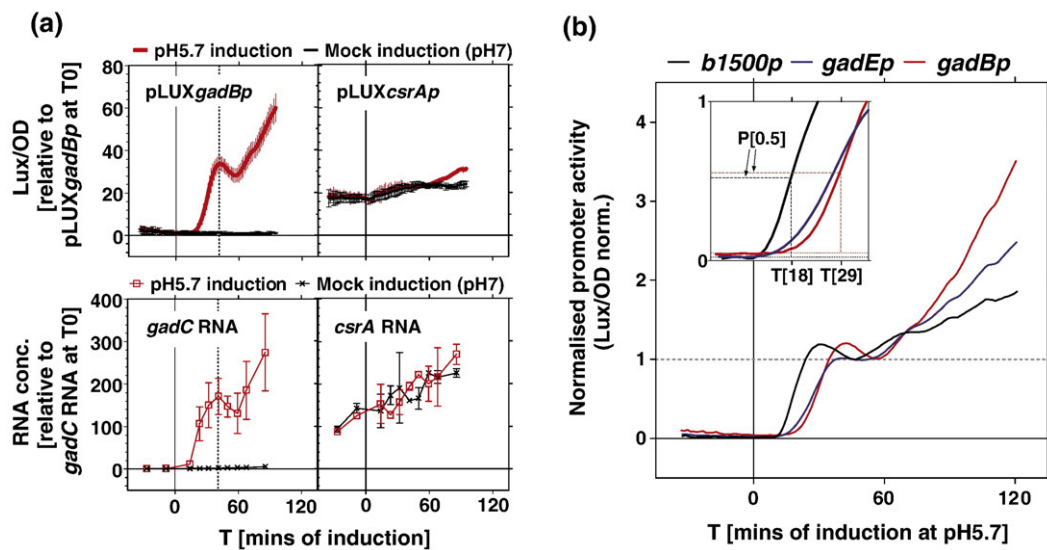 (a)
pH5.7 induction Mock induction (pH7)
80
60
40
20
0
Lux/OD
[relative to
pLUXgadBp at T0]
pLUXgadBp
pLUXcsrAp
pH5.7 induction Mock induction (pH7)
400
300
200
100
0
RNA conc.
[relative to
gadC RNA at T0]
gadC RNA
csrA RNA
0 60 120 0 60 120
T [mins of induction]
(b)
b1500p gadEp gadBp
4
3
2
1
0
Normalised promoter activity
(Lux/OD norm.)
1
P[0.5]
0
T[18] T[29]
0 60 120
T [mins of induction at pH5.7]